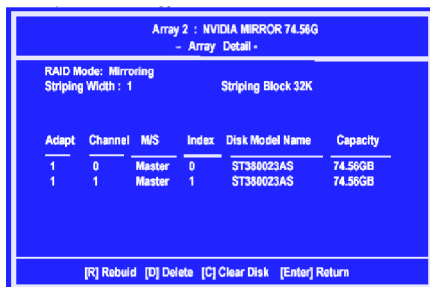 Array 2 : NVIDIA MIRROR 74.56G
- Array Detail -
RAID Mode: Mirroring
Striping Width : 1 Striping Block 32K
Adapt Channel M/S Index Disk Model Name Capacity
1 0 Master 0 ST380023AS 74.56GB
1 1 Master 1 ST380023AS 74.56GB
[R] Rebuid [D] Delete [C] Clear Disk [Enter] Return